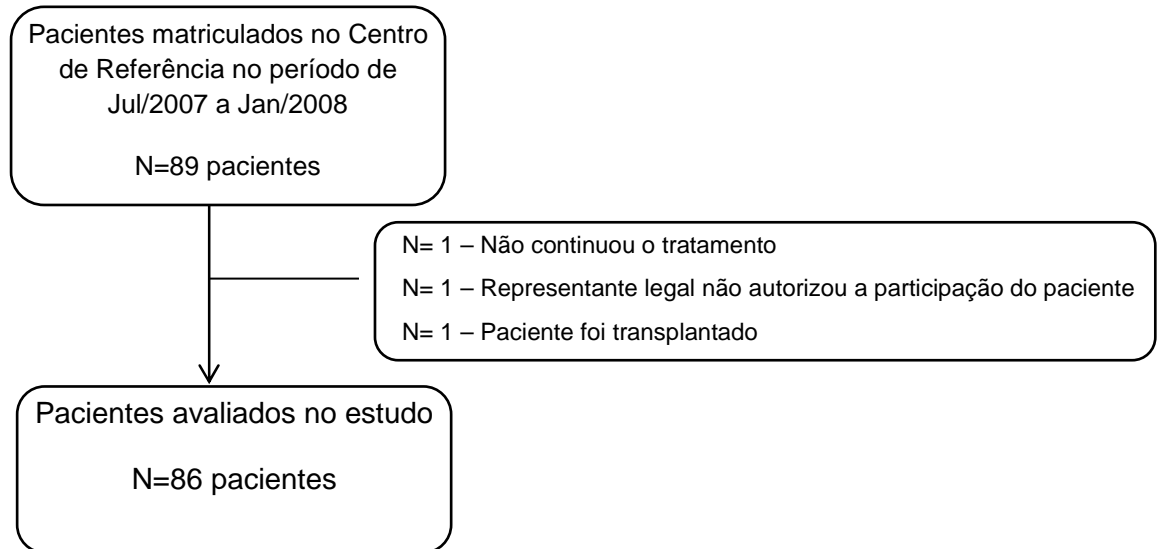 Pacientes matriculados no Centro
de Referência no período de
Jul/2007 a Jan/2008
N=89 pacientes
N= 1 – Não continuou o tratamento
N= 1 – Representante legal não autorizou a participação do paciente
N= 1 – Paciente foi transplantado
Pacientes avaliados no estudo
N=86 pacientes